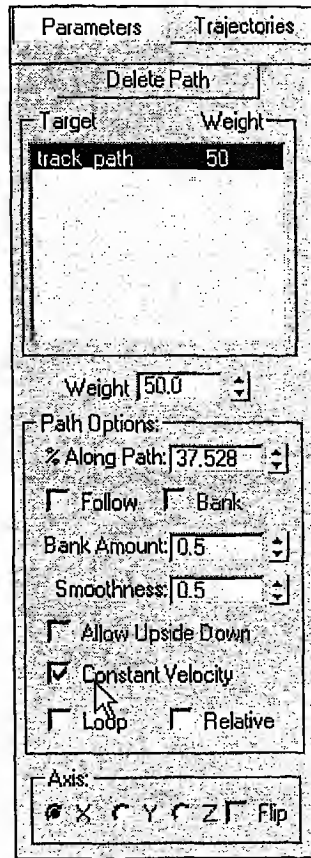 Parameters Trajectories
Delete Path
Target Weight
track_path 50
Weight 50.0
Path Options:
% Along Path: 37.528
Follow Bank
Bank Amount: 0.5
Smoothness: 0.5
Allow Upside Down
Constant Velocity
Loop Relative
Axis:
X Y Z Flip